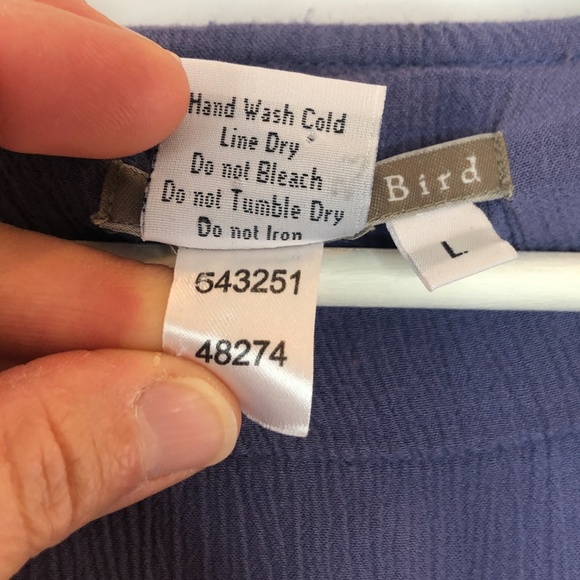 Hand Wash Cold
Line Dry
Do not Bleach
Do not Tumble Dry
Do not Iron
Bird
L
543251
48274